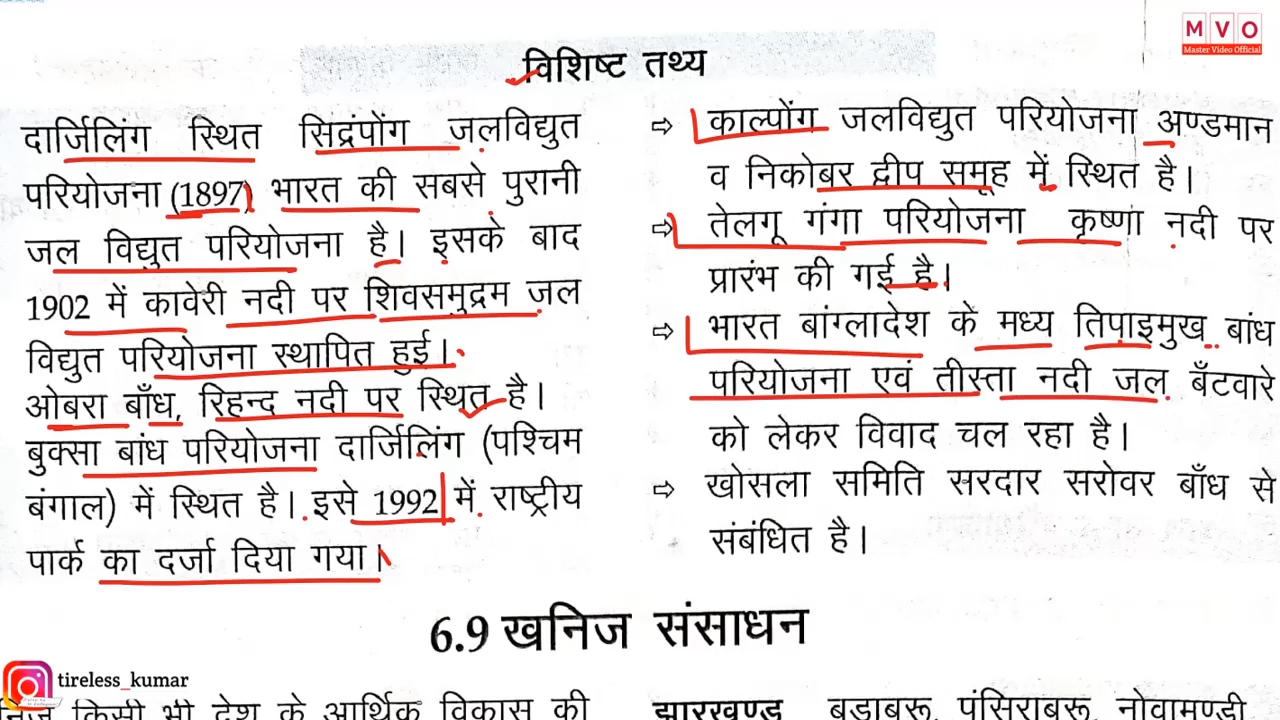 M V O
Master Video Official
विशिष्ट तथ्य
दार्जिलिंग स्थित सिद्रंपोंग जलविद्युत
परियोजना (1897) भारत की सबसे पुरानी
जल विद्युत परियोजना है। इसके बाद
1902 में कावेरी नदी पर शिवसमुद्रम जल
विद्युत परियोजना स्थापित हुई।
ओबरा बाँध, रिहन्द नदी पर स्थित है।
बुक्सा बांध परियोजना दार्जिलिंग (पश्चिम
बंगाल) में स्थित है। इसे 1992 में राष्ट्रीय
पार्क का दर्जा दिया गया।
⇨ काल्पोंग जलविद्युत परियोजना अण्डमान
व निकोबर द्वीप समूह में स्थित है।
⇨ तेलगू गंगा परियोजना कृष्णा नदी पर
प्रारंभ की गई है।
⇨ भारत बांग्लादेश के मध्य तिपाइमुख बांध
परियोजना एवं तीस्ता नदी जल बँटवारे
को लेकर विवाद चल रहा है।
⇨ खोसला समिति सरदार सरोवर बाँध से
संबंधित है।
6.9 खनिज संसाधन
tireless_kumar
किसी भी देश के आर्थिक विकास की
झारखण्ड बडाबुरू, पंसिराबुरू, नोवामण्डी,